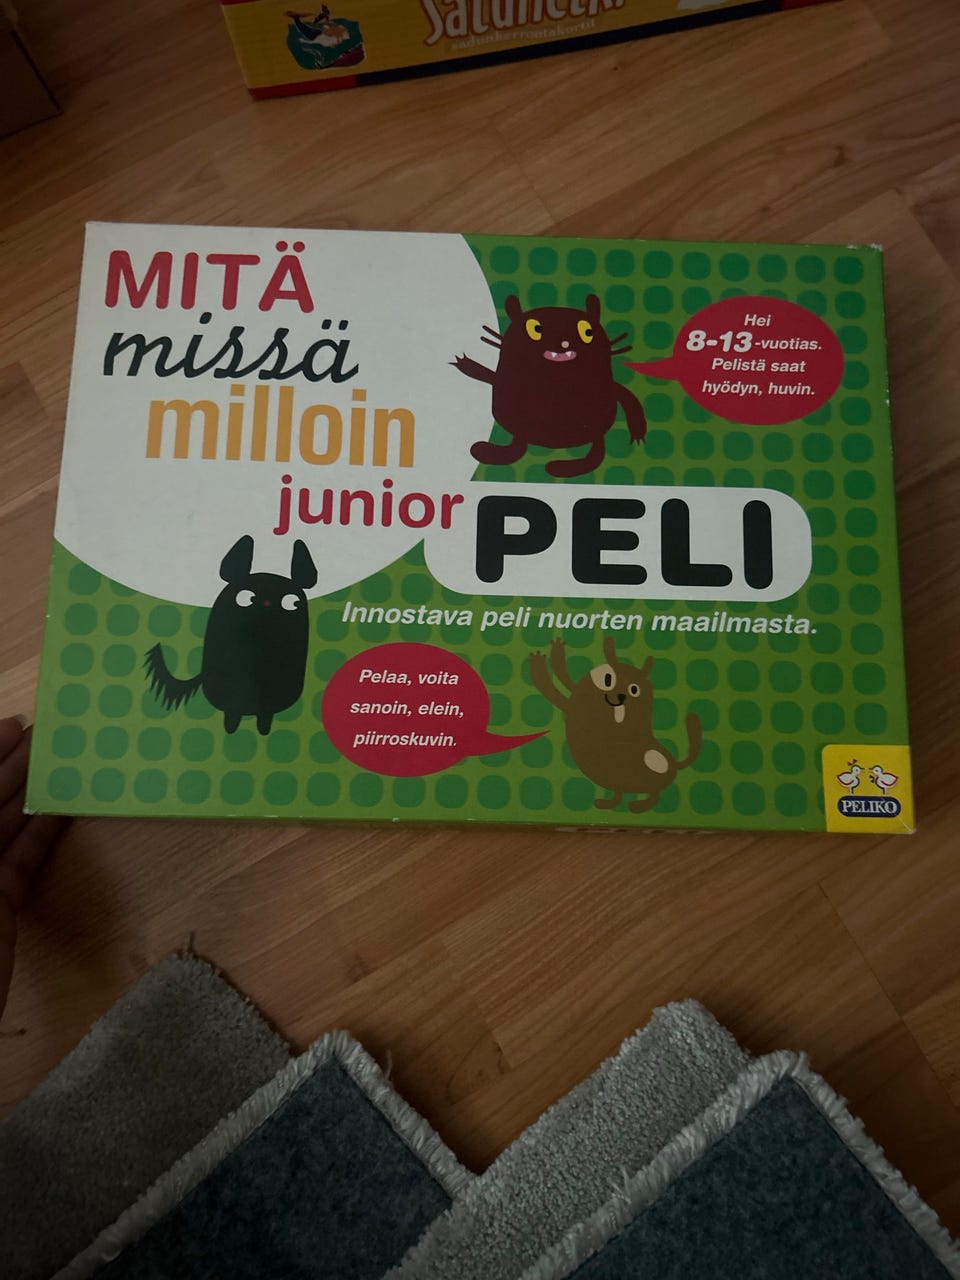 sadunkerrontakortit
MITÄ
missä
milloin
junior PELI
Hei
8-13-vuotias.
Pelistä saat
hyödyn, huvin.
Innostava peli nuorten maailmasta.
Pelaa, voita
sanoin, elein,
piirroskuvin.
PELIKO